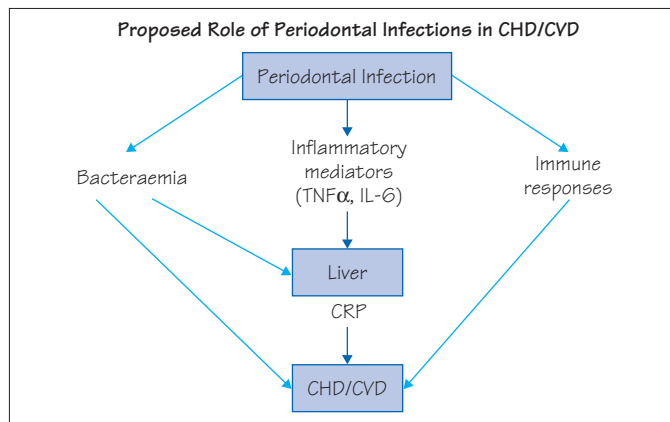 Proposed Role of Periodontal Infections in CHD/CVD
Periodontal Infection
Inflammatory
mediators
(TNFα, IL-6)
Bacteraemia
Immune
responses
Liver
CRP
CHD/CVD